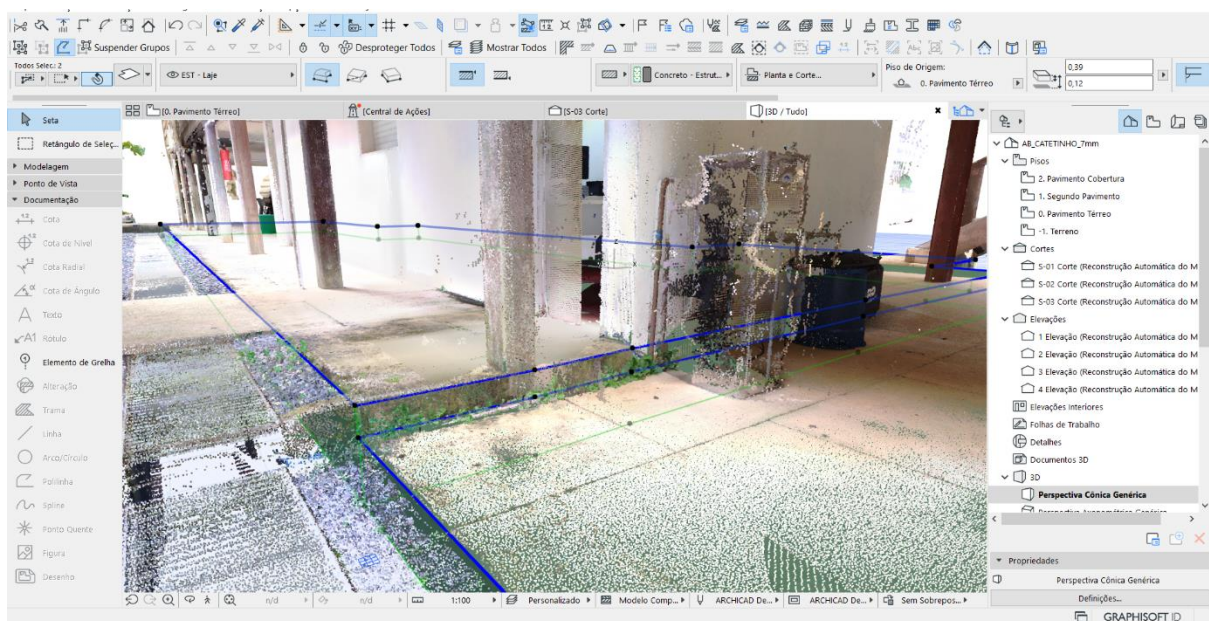 Suspender Grupos
Desproteger Todos
Mostrar Todos
Todos Selec.: 2
EST - Laje
Concreto - Estrut...
Planta e Corte...
Piso de Origem:
0. Pavimento Térreo
0,39
0,12
[0. Pavimento Térreo]
[Central de Ações]
[S-03 Corte]
[3D / Tudo]
Seta
Retângulo de Seleç...
Modelagem
Ponto de Vista
Documentação
Cota
Cota de Nível
Cota Radial
Cota de Ângulo
Texto
Rótulo
Elemento de Grelha
Alteração
Trama
Linha
Arco/Círculo
Polilinha
Spline
Ponto Quente
Figura
Desenho
AB_CATETINHO_7mm
Pisos
2. Pavimento Cobertura
1. Segundo Pavimento
0. Pavimento Térreo
-1. Terreno
Cortes
S-01 Corte (Reconstrução Automática do M
S-02 Corte (Reconstrução Automática do M
S-03 Corte (Reconstrução Automática do M
Elevações
1 Elevação (Reconstrução Automática do M
2 Elevação (Reconstrução Automática do M
3 Elevação (Reconstrução Automática do M
4 Elevação (Reconstrução Automática do M
Elevações Interiores
Folhas de Trabalho
Detalhes
Documentos 3D
3D
Perspectiva Cônica Genérica
Propriedades
Perspectiva Cônica Genérica
Definições...
n/d
n/d
1:100
Personalizado
Modelo Comp...
ARCHICAD De...
ARCHICAD De...
Sem Sobrepos...
GRAPHISOFT ID